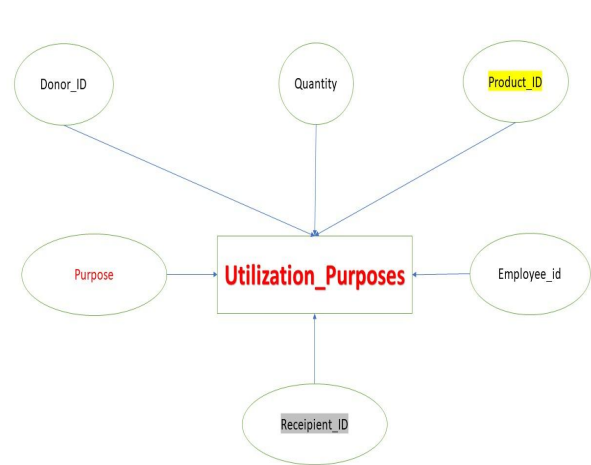 Donor_ID
Quantity
Product_ID
Purpose
Utilization_Purposes
Employee_id
Receipient_ID